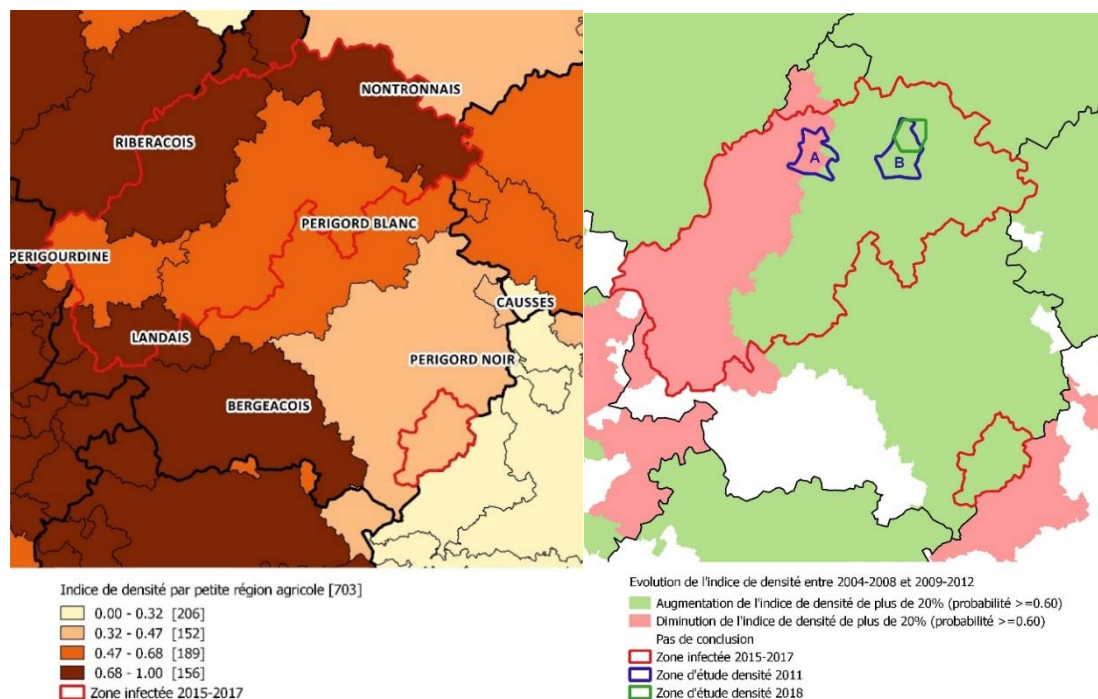 NONTRONNAIS
RIBERACOIS
PERIGORD BLANC
PERIGOURDINE
CAUSSES
LANDAIS
PERIGORD NOIR
BERGEACOIS
Indice de densité par petite région agricole [703]
0.00 - 0.32 [206]
0.32 - 0.47 [152]
0.47 - 0.68 [189]
0.68 - 1.00 [156]
Zone infectée 2015-2017
A
B
Evolution de l'indice de densité entre 2004-2008 et 2009-2012
Augmentation de l'indice de densité de plus de 20% (probabilité >=0.60)
Diminution de l'indice de densité de plus de 20% (probabilité >=0.60)
Pas de conclusion
Zone infectée 2015-2017
Zone d'étude densité 2011
Zone d'étude densité 2018